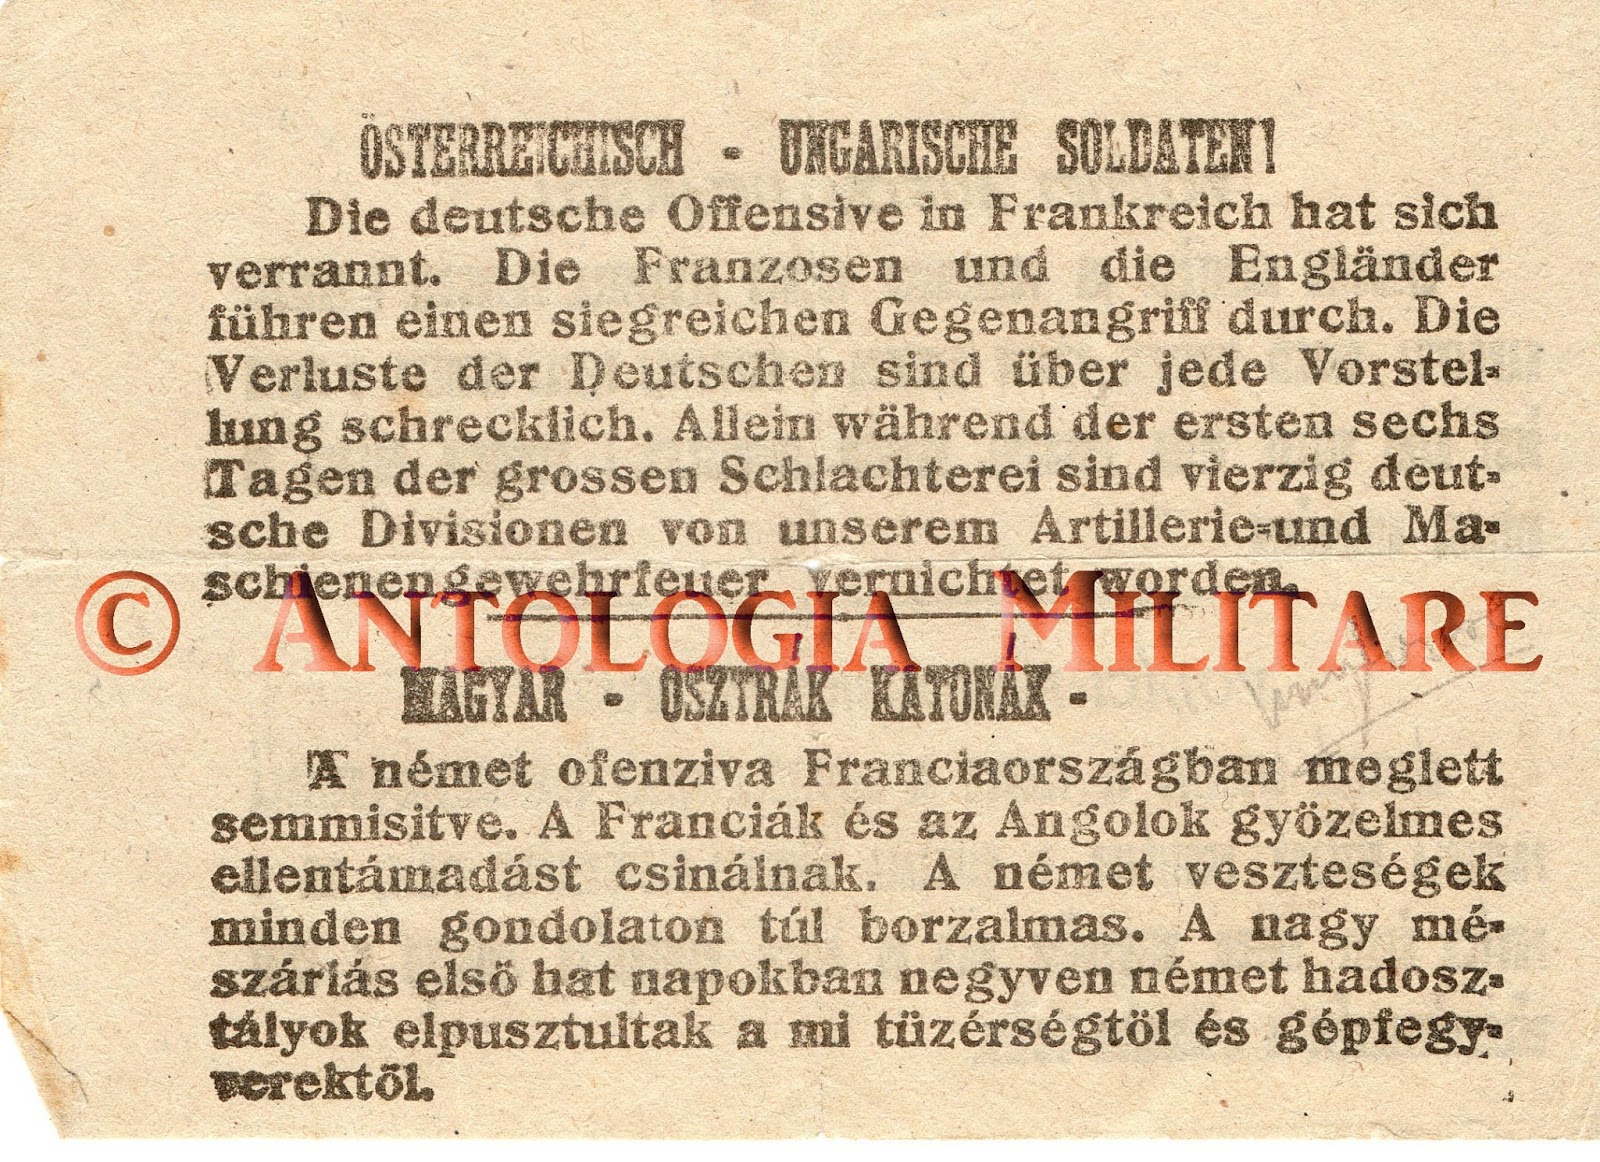 ÖSTERREICHISCH - UNGARISCHE SOLDATEN!
Die deutsche Offensive in Frankreich hat sich
verrannt. Die Franzosen und die Engländer
führen einen siegreichen Gegenangriff durch. Die
Verluste der Deutschen sind über jede Vorstel-
lung schrecklich. Allein während der ersten sechs
Tagen der grossen Schlachterei sind vierzig deut-
sche Divisionen von unserem Artillerie-und Ma-
schienengewehrfeuer vernichtet worden.
© ANTOLOGIA MILITARE
MAGYAR - OSZTRÁK KATONÁK -
A német ofenziva Franciaországban meglett
semmisitve. A Franciák és az Angolok gyözelmes
ellentámadást csinálnak. A német veszteségek
minden gondolaton túl borzalmas. A nagy mé-
szárlás elsö hat napokban negyven német hadosz-
tályok elpusztultak a mi tüzérségtöl és gépfegy-
verektöl.